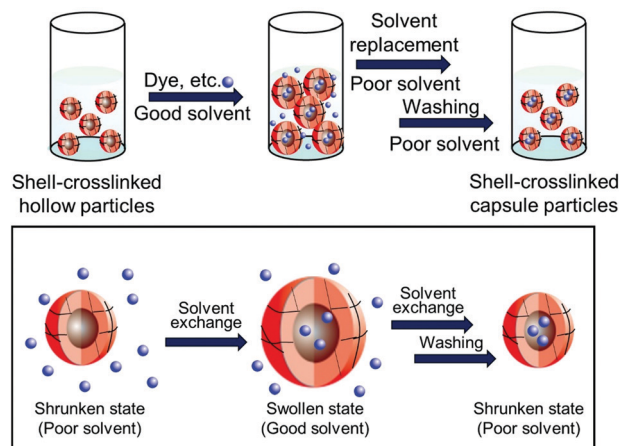 Dye, etc.
Good solvent
Solvent
replacement
Poor solvent
Washing
Poor solvent
Shell-crosslinked
hollow particles
Shell-crosslinked
capsule particles
Solvent
exchange
Solvent
exchange
Washing
Shrunken state
(Poor solvent)
Swollen state
(Good solvent)
Shrunken state
(Poor solvent)